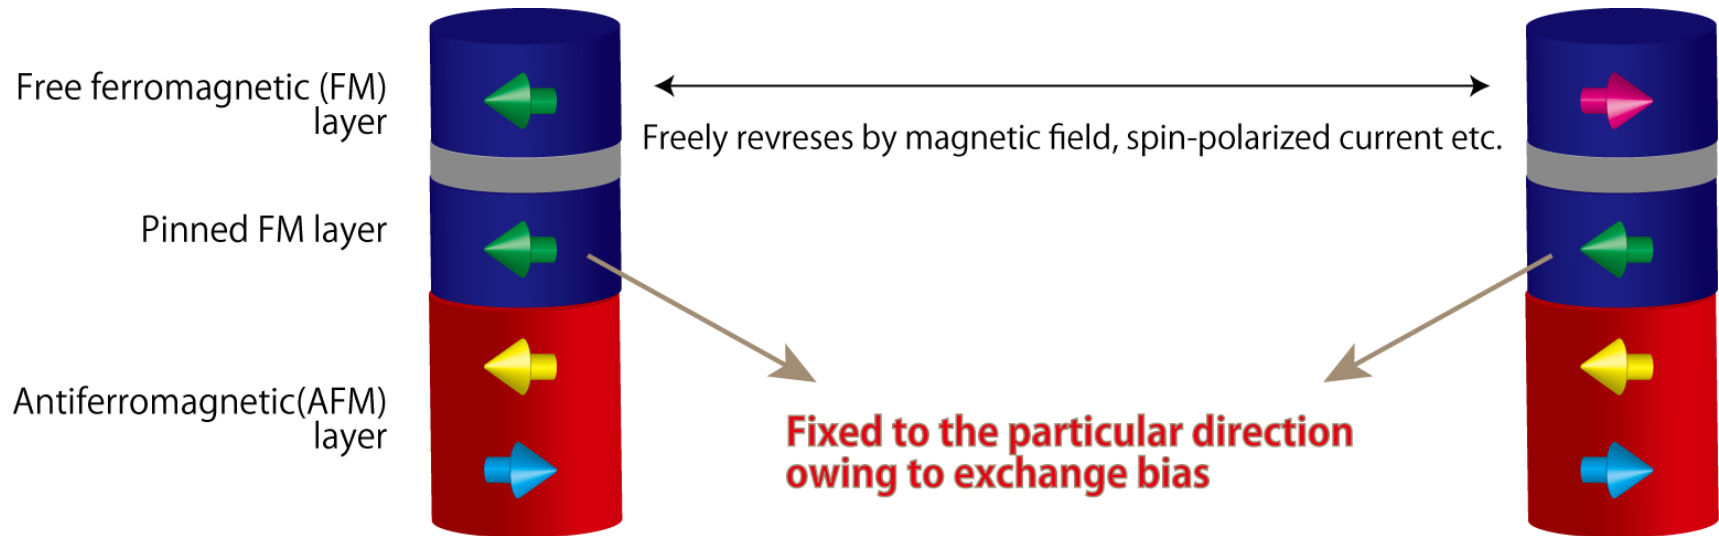 Free ferromagnetic (FM)
layer
Freely revreses by magnetic field, spin-polarized current etc.
Pinned FM layer
Antiferromagnetic(AFM)
layer
Fixed to the particular direction
owing to exchange bias